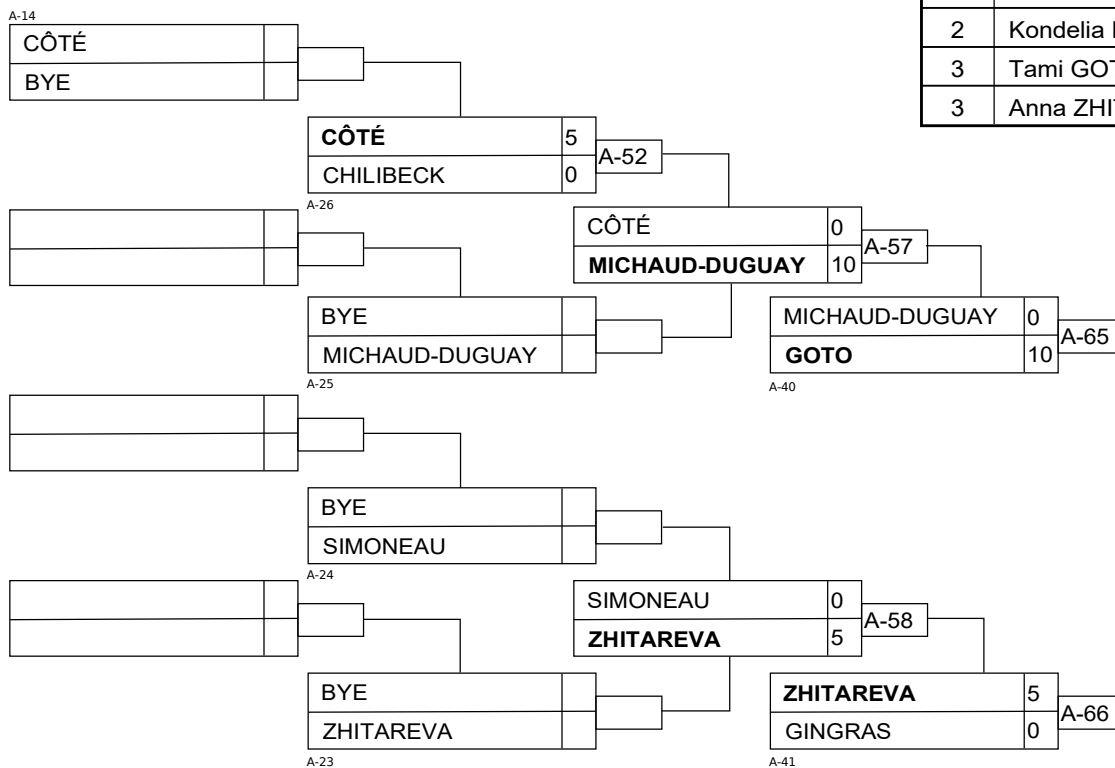 A-14
CÔTÉ
BYE
2 Kondelia
3 Tami GOT
3 Anna ZHI
CÔTÉ 5
CHILIBECK 0
A-52
A-26
CÔTÉ 0
MICHAUD-DUGUAY 10
A-57
BYE
MICHAUD-DUGUAY
A-25
MICHAUD-DUGUAY 0
GOTO 10
A-65
A-40
BYE
SIMONEAU
A-24
SIMONEAU 0
ZHITAREVA 5
A-58
BYE
ZHITAREVA
A-23
ZHITAREVA 5
GINGRAS 0
A-66
A-41